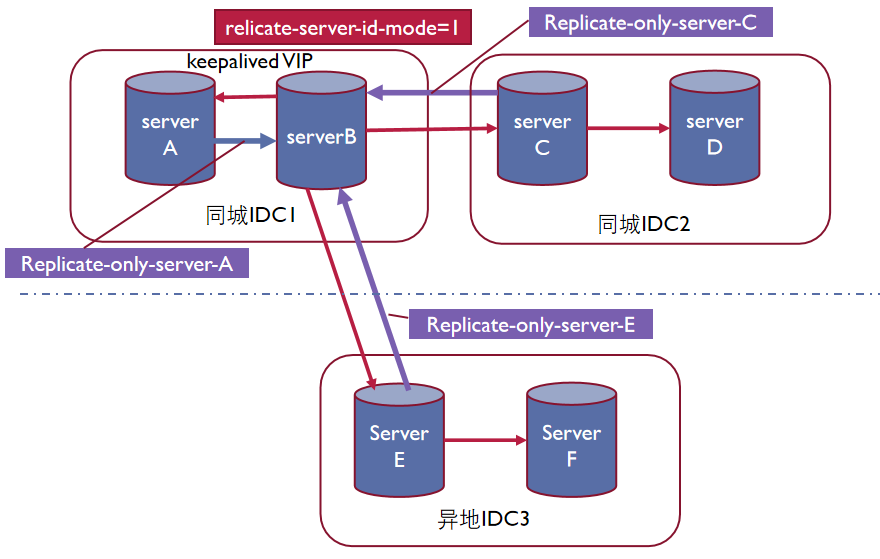 relicate-server-id-mode=1
Replicate-only-server-C
keepalived VIP
server
A
serverB
server
C
server
D
同城IDC1
同城IDC2
Replicate-only-server-A
Replicate-only-server-E
Server
E
Server
F
异地IDC3